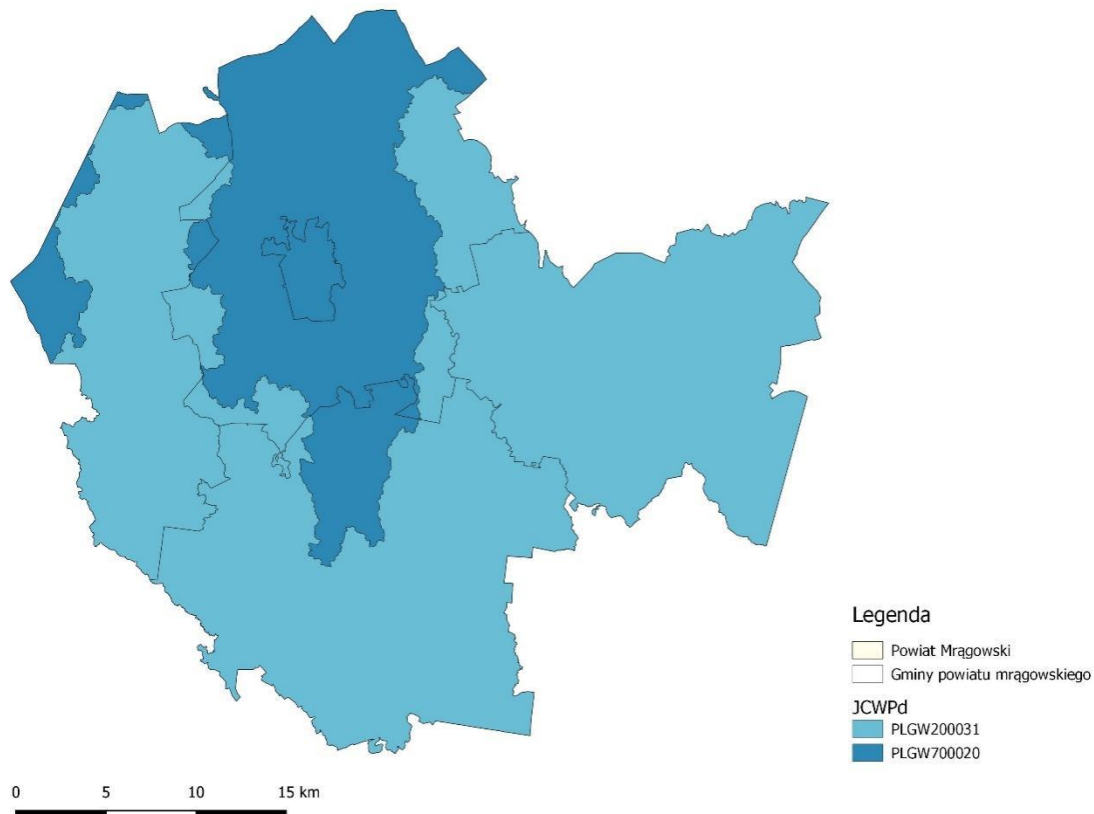 Legenda
Powiat Mrągowski
Gminy powiatu mrągowskiego
JCWPd
PLGW200031
PLGW700020
0 5 10 15 km